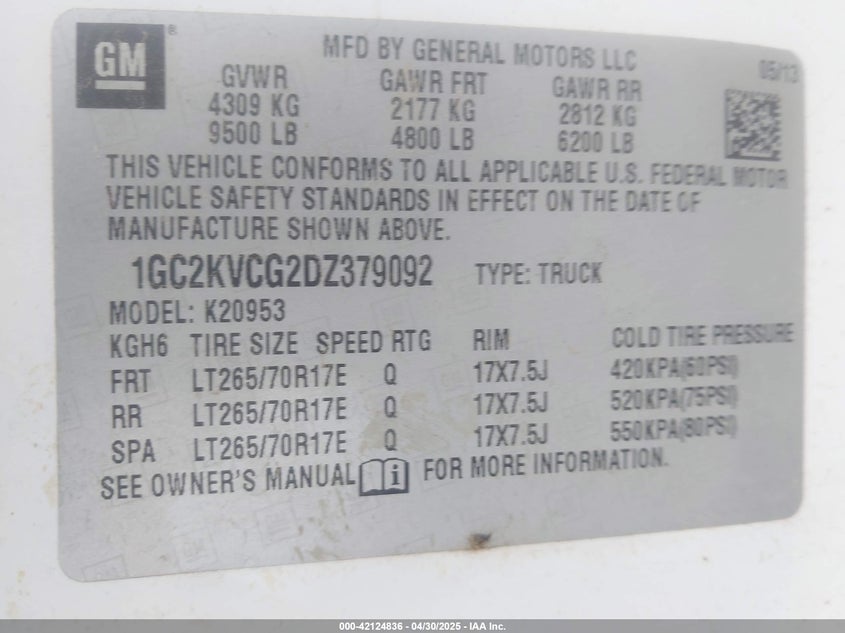 GM ®
MFD BY GENERAL MOTORS LLC
05/13
GVWR GAWR FRT GAWR RR
4309 KG 2177 KG 2812 KG
9500 LB 4800 LB 6200 LB
THIS VEHICLE CONFORMS TO ALL APPLICABLE U.S. FEDERAL MOTOR
VEHICLE SAFETY STANDARDS IN EFFECT ON THE DATE OF
MANUFACTURE SHOWN ABOVE.
1GC2KVCG2DZ379092 TYPE: TRUCK
MODEL: K20953
KGH6 TIRE SIZE SPEED RTG RIM COLD TIRE PRESSURE
FRT LT265/70R17E Q 17X7.5J 420KPA(60PSI)
RR LT265/70R17E Q 17X7.5J 520KPA(75PSI)
SPA LT265/70R17E Q 17X7.5J 550KPA(80PSI)
SEE OWNER'S MANUAL i FOR MORE INFORMATION.
000-42124836 - 04/30/2025 - IAA Inc.